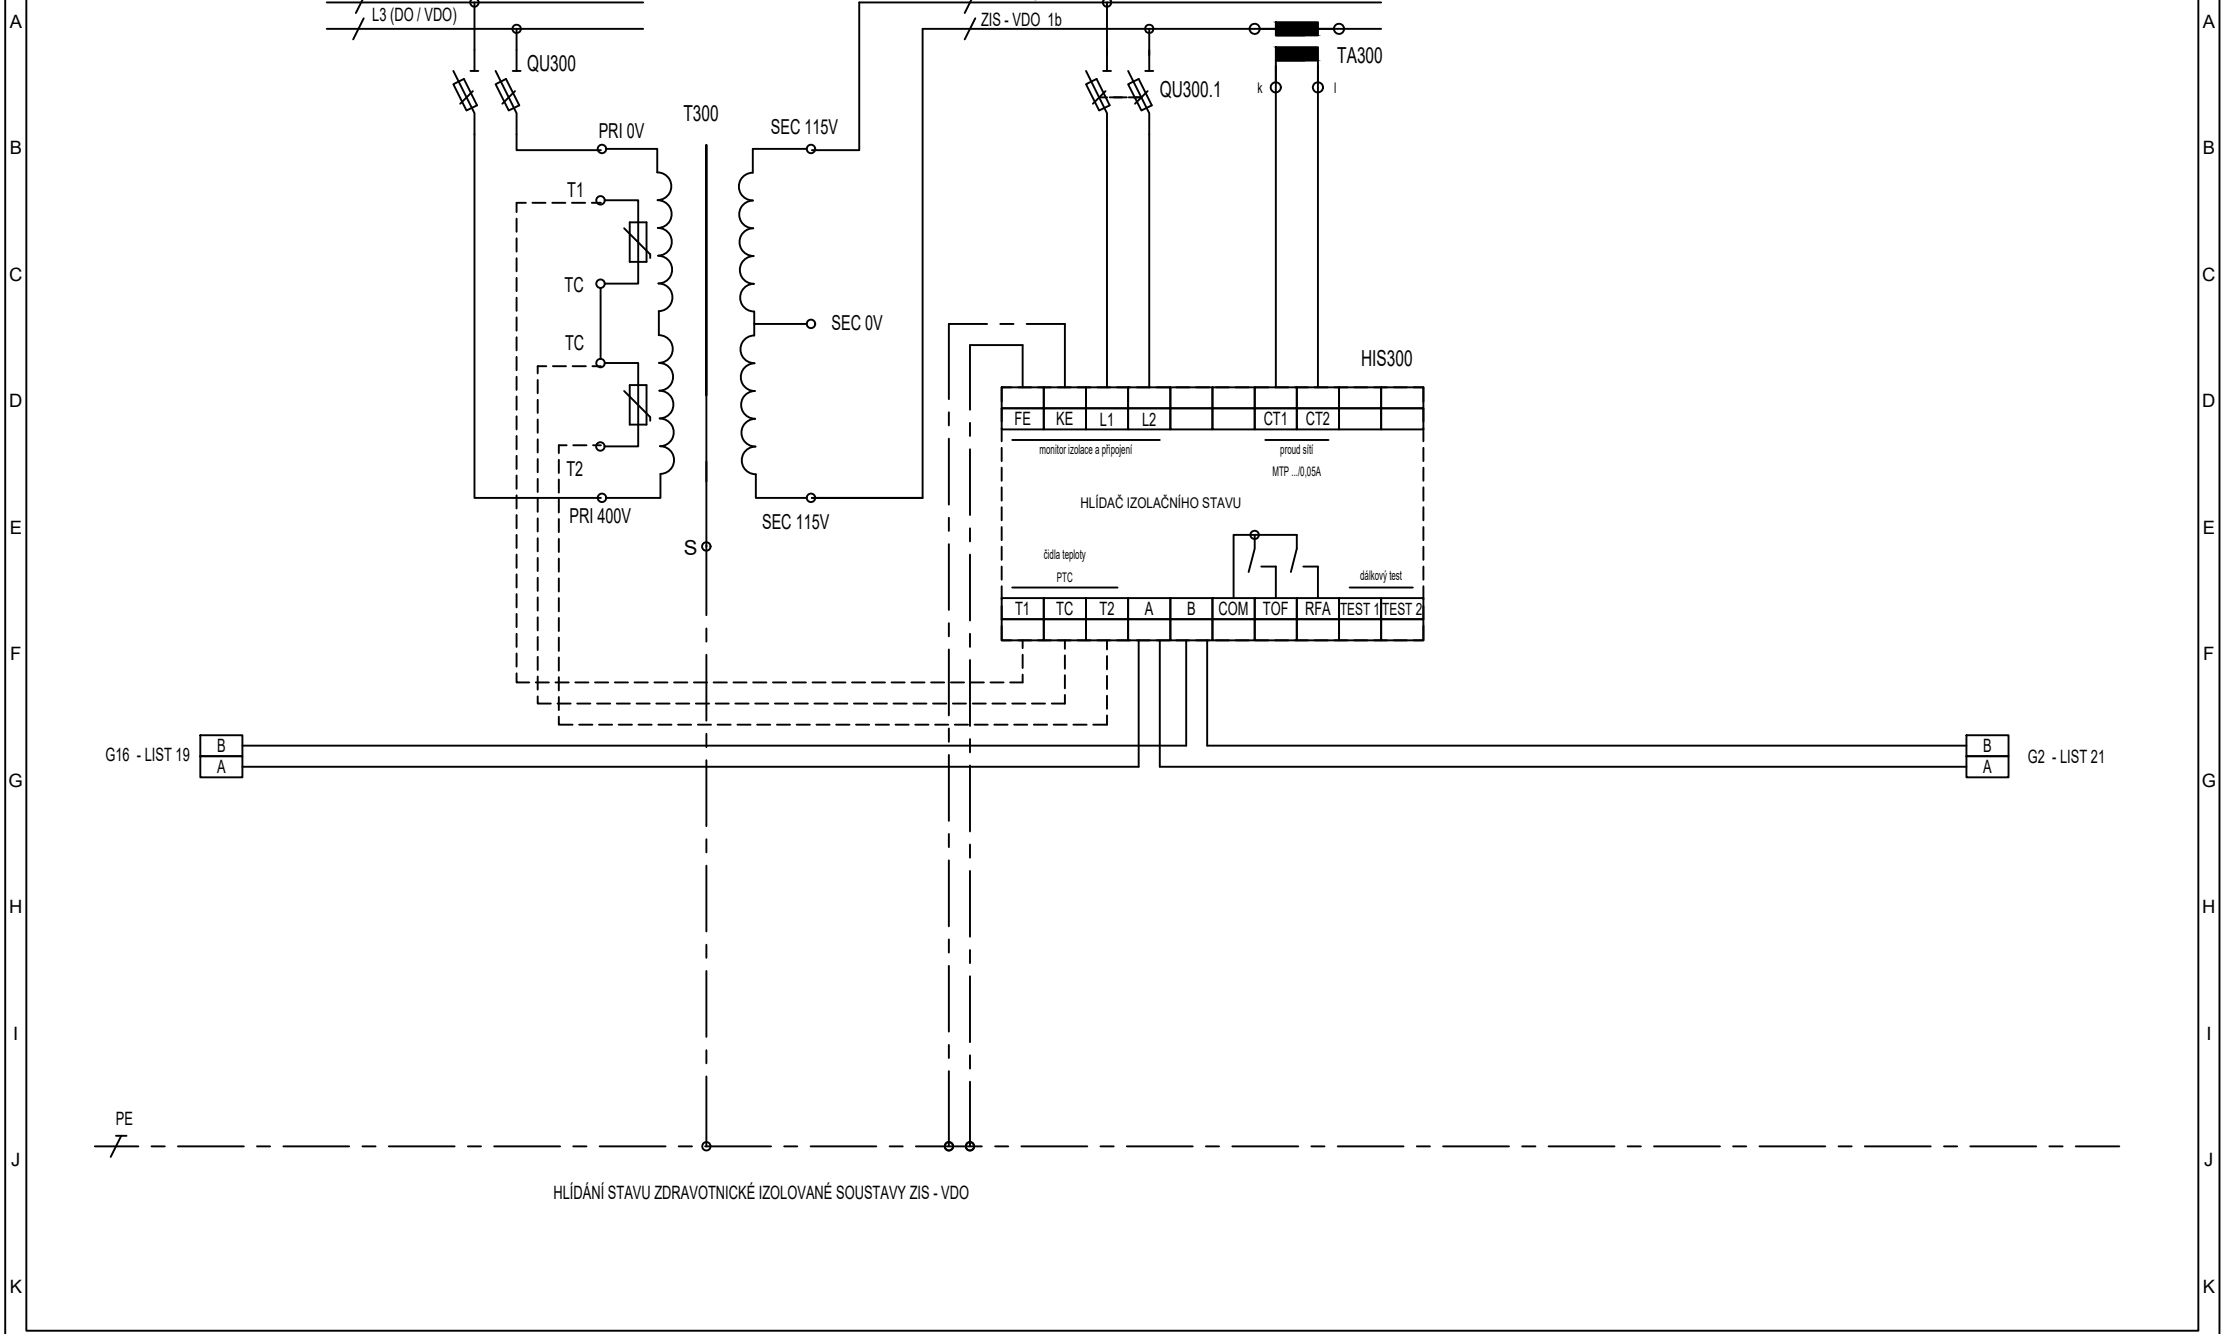 A A
L3 (DO / VDO)
ZIS - VDO 1b
QU300
TA300
QU300.1
k l
T300
PRI 0V
SEC 115V
B B
T1
C C
TC
SEC 0V
TC
HIS300
D D
FE KE L1 L2 CT1 CT2
monitor izolace a připojení
proud sítí
MTP .../0,05A
T2
HLÍDAČ IZOLAČNÍHO STAVU
PRI 400V
SEC 115V
E E
S
čidla teploty
PTC
dálkový test
T1 TC T2 A B COM TOF RFA TEST 1 TEST 2
F F
G16 - LIST 19
B
A
B
A
G2 - LIST 21
G G
H H
I I
PE
J J
HLÍDÁNÍ STAVU ZDRAVOTNICKÉ IZOLOVANÉ SOUSTAVY ZIS - VDO
K K